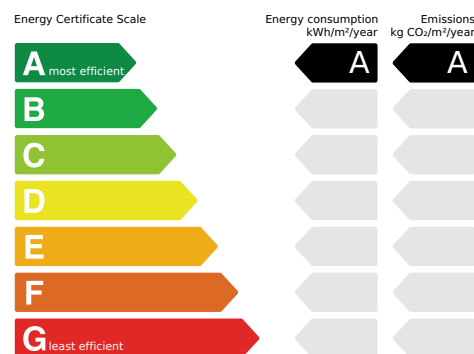 Energy Certificate Scale
Energy consumption
kWh/m²/year
Emissions
kg CO₂/m²/year
A most efficient
A
A
B
C
D
E
F
G least efficient